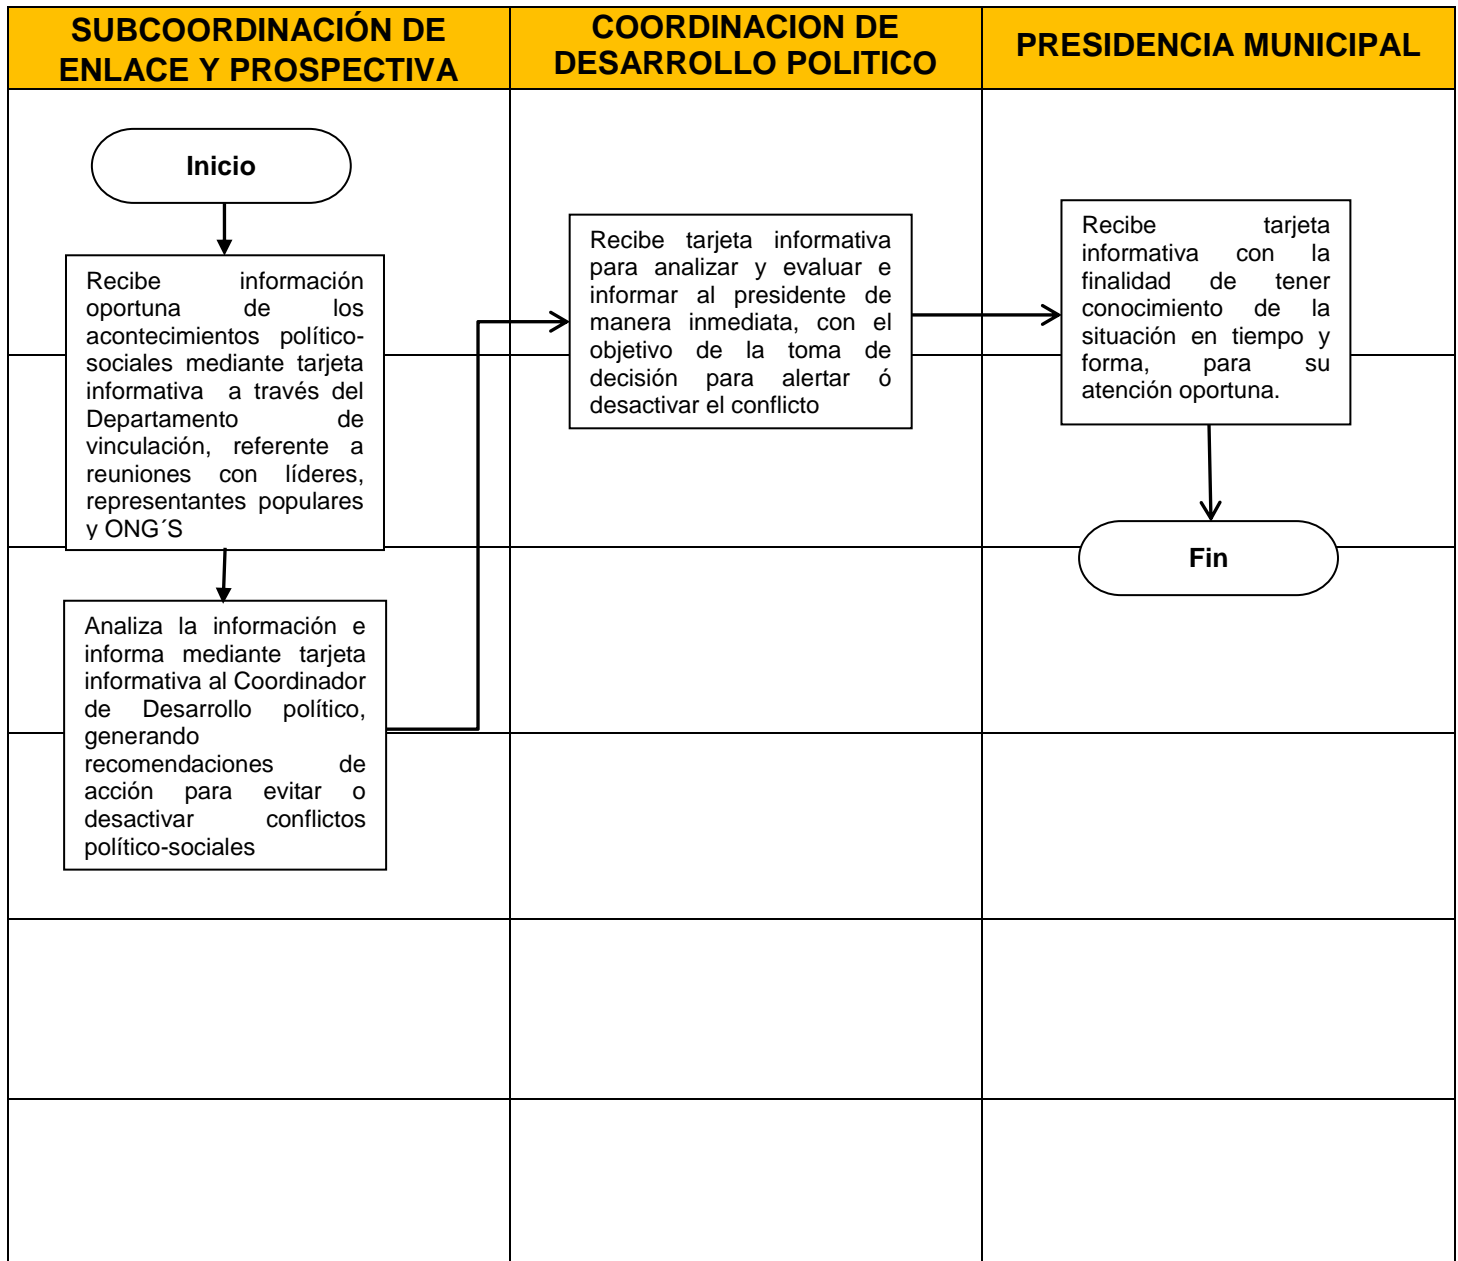 SUBCOORDINACIÓN DE
ENLACE Y PROSPECTIVA
COORDINACION DE
DESARROLLO POLITICO
PRESIDENCIA MUNICIPAL
Inicio
Recibe información
oportuna de los
acontecimientos político-
sociales mediante tarjeta
informativa a través del
Departamento de
vinculación, referente a
reuniones con líderes,
representantes populares
y ONG´S
Analiza la información e
informa mediante tarjeta
informativa al Coordinador
de Desarrollo político,
generando
recomendaciones de
acción para evitar o
desactivar conflictos
político-sociales
Recibe tarjeta informativa
para analizar y evaluar e
informar al presidente de
manera inmediata, con el
objetivo de la toma de
decisión para alertar ó
desactivar el conflicto
Recibe tarjeta
informativa con la
finalidad de tener
conocimiento de la
situación en tiempo y
forma, para su
atención oportuna.
Fin